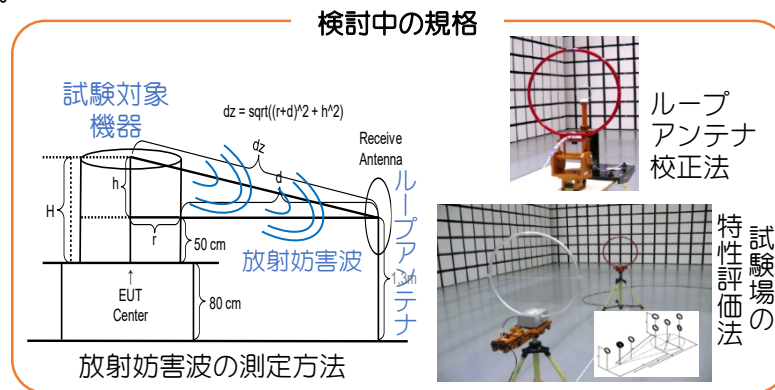 。
検討中の規格
試験対象
機器
dz = sqrt((r+d)^2 + h^2)
Receive
Antenna
dz
d
h
H
r
50 cm
放射妨害波
ループアンテナ
1.3m
↑
EUT
Center
80 cm
放射妨害波の測定方法
ループ
アンテナ
校正法
試験場の
特性評価法